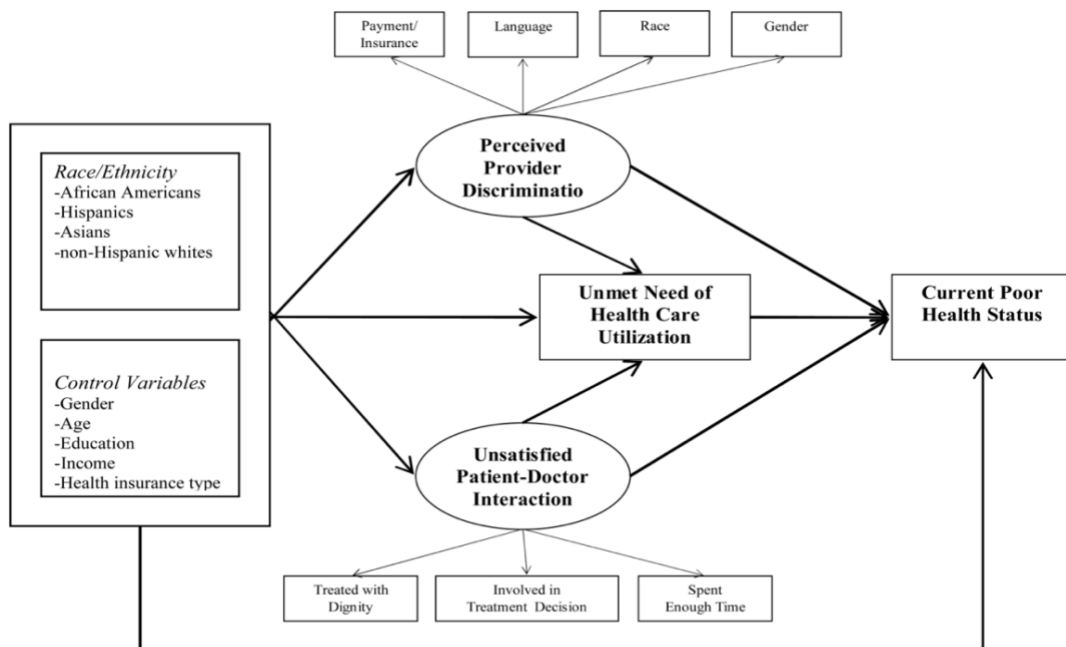 Payment/
Insurance
Language
Race
Gender
Perceived
Provider
Discriminatio
Race/Ethnicity
-African Americans
-Hispanics
-Asians
-non-Hispanic whites
Unmet Need of
Health Care
Utilization
Current Poor
Health Status
Control Variables
-Gender
-Age
-Education
-Income
-Health insurance type
Unsatisfied
Patient-Doctor
Interaction
Treated with
Dignity
Involved in
Treatment Decision
Spent
Enough Time